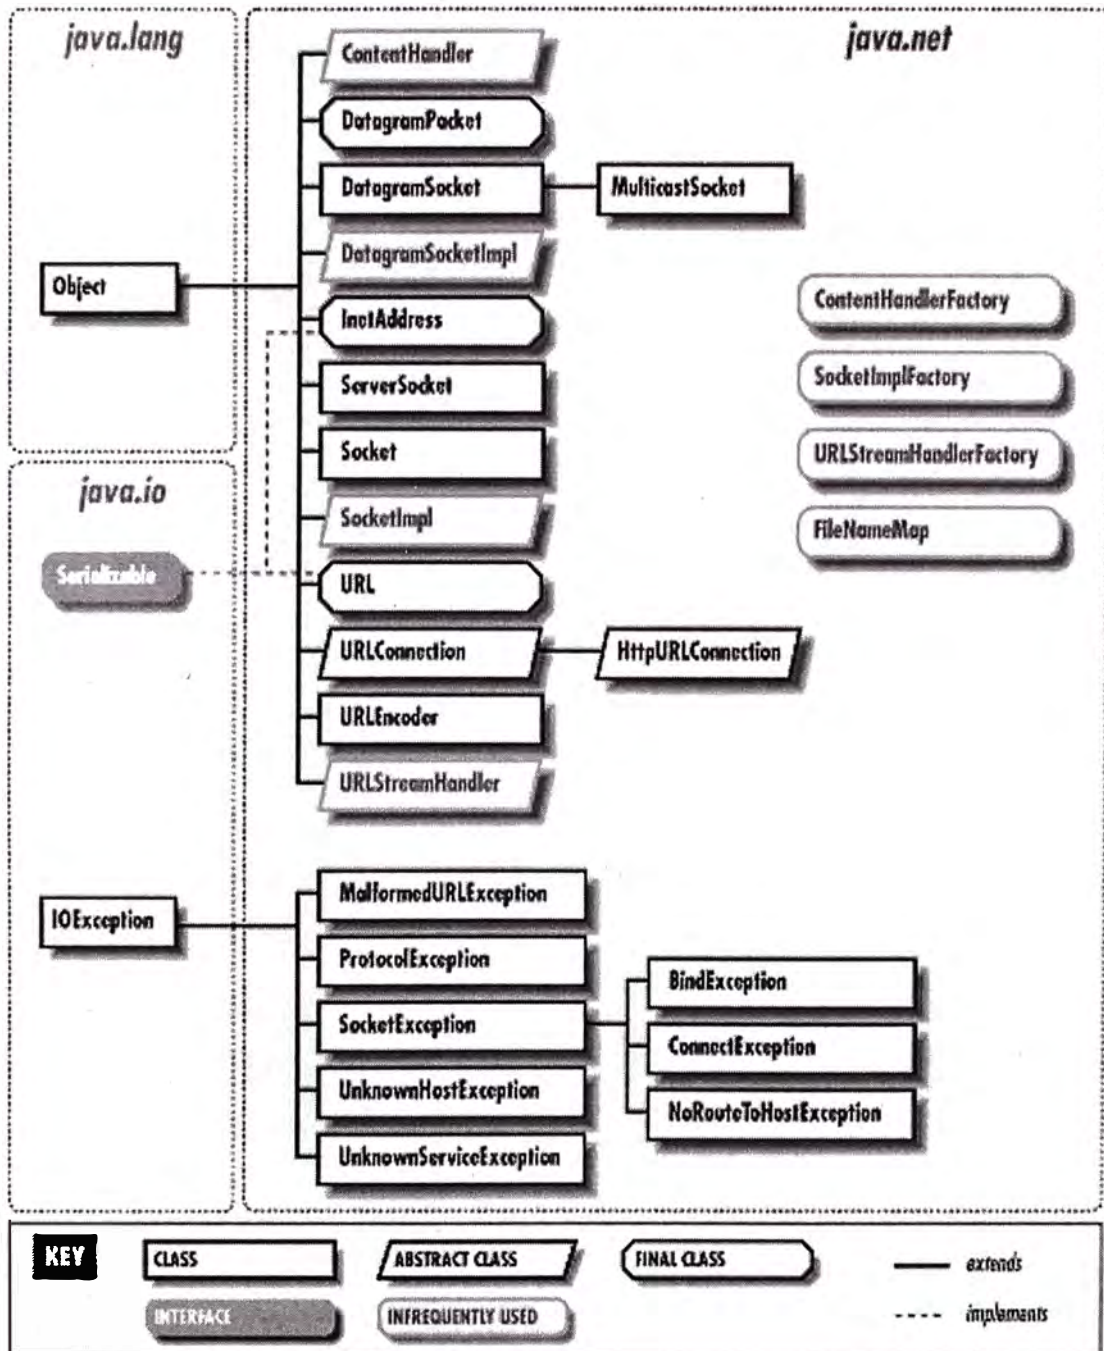 java.lang
java.net
ContentHandler
DatagramPacket
DatagramSocket
MulticastSocket
DatagramSocketImpl
Object
ContentHandlerFactory
InetAddress
SocketImplFactory
ServerSocket
Socket
URLStreamHandlerFactory
java.io
SocketImpl
FileNameMap
Serializable
URL
URLConnection
HttpURLConnection
URLEncoder
URLStreamHandler
MalformedURLException
IOException
ProtocolException
BindException
SocketException
ConnectException
UnknownHostException
NoRouteToHostException
UnknownServiceException
KEY
CLASS
ABSTRACT CLASS
FINAL CLASS
extends
INTERFACE
INFREQUENTLY USED
implements